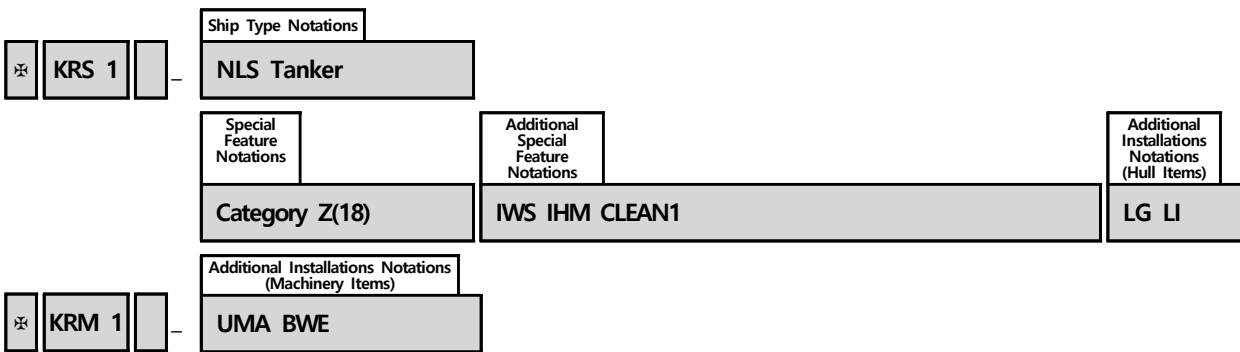 Ship Type Notations
✠ KRS 1 _ NLS Tanker
Special
Feature
Notations
Additional
Special
Feature
Notations
Additional
Installations
Notations
(Hull Items)
Category Z(18)
IWS IHM CLEAN1
LG LI
Additional Installations Notations
(Machinery Items)
✠ KRM 1 _ UMA BWE